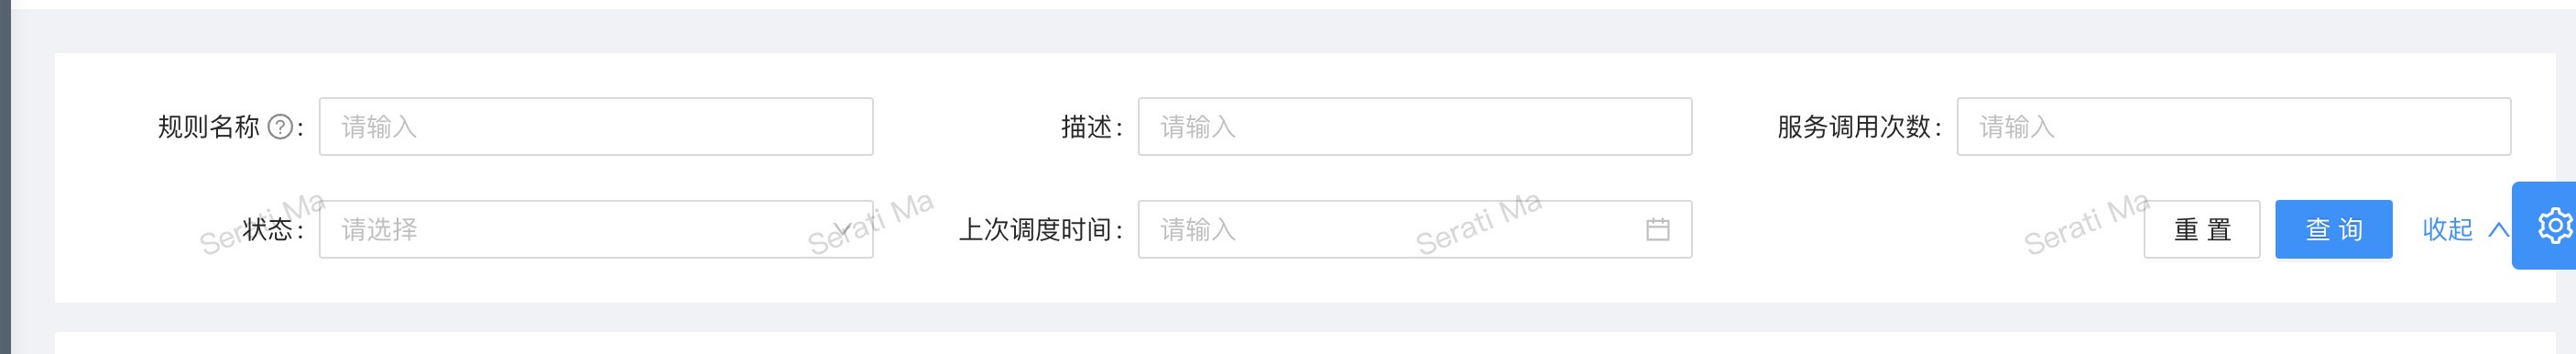 规则名称 ? : 请输入 描述 : 请输入 服务调用次数 : 请输入
状态 : 请选择 上次调度时间 : 请输入 重 置 查 询 收起
Serati Ma Serati Ma Serati Ma Serati Ma